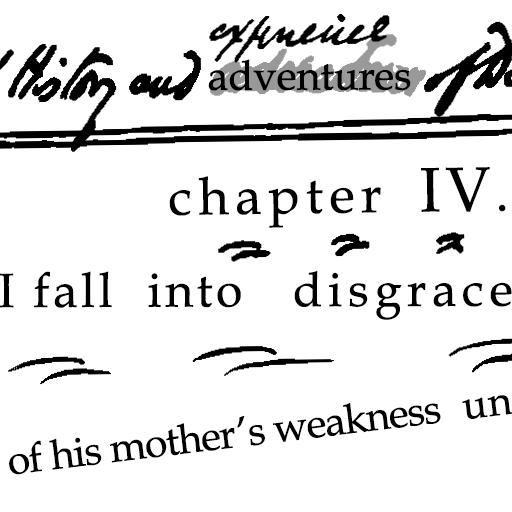 experience
History and adventures of D
chapter IV.
I fall into disgrace
of his mother's weakness un